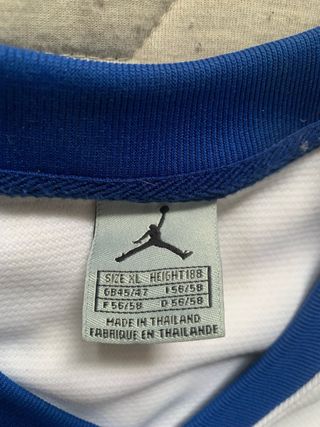 SIZE XL HEIGHT188
GB45/47 I 56/58
F 56/58 D 56/58
MADE IN THAILAND
FABRIQUE EN THAILANDE